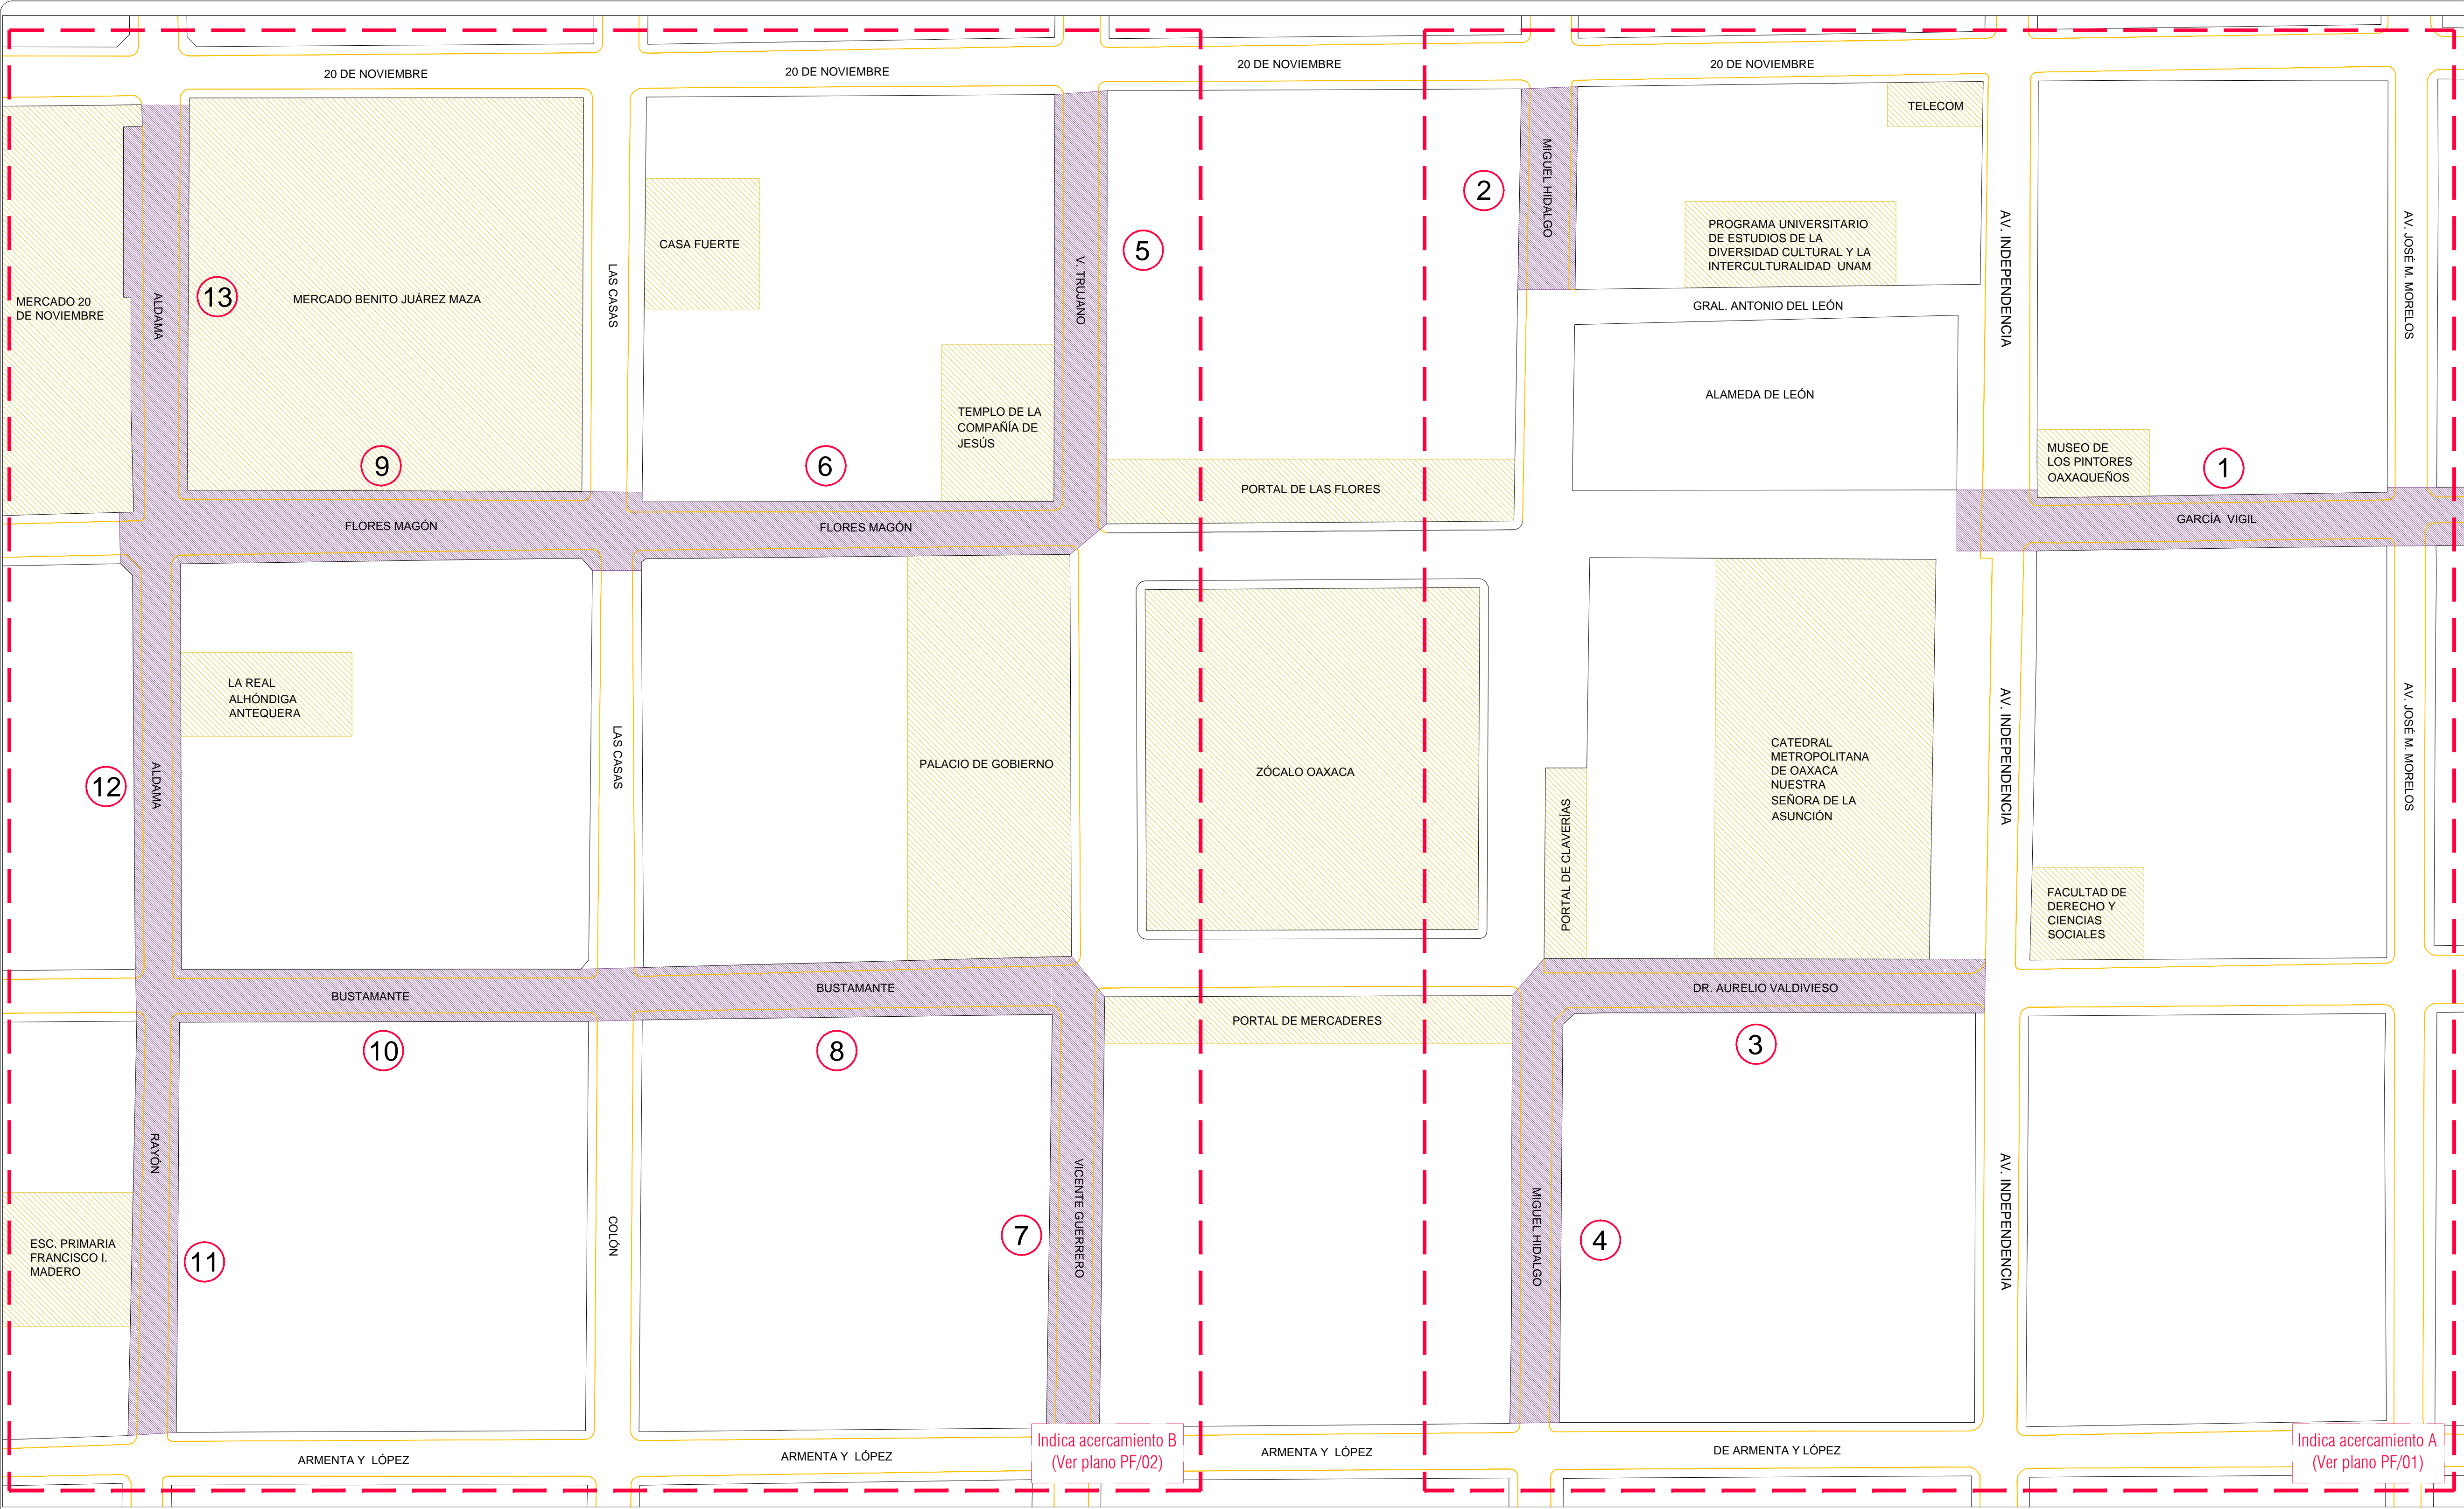 20 DE NOVIEMBRE
20 DE NOVIEMBRE
20 DE NOVIEMBRE
20 DE NOVIEMBRE
TELECOM
MIGUEL HIDALGO
2
5
PROGRAMA UNIVERSITARIO
DE ESTUDIOS DE LA
DIVERSIDAD CULTURAL Y LA
INTERCULTURALIDAD UNAM
AV. INDEPENDENCIA
AV. JOSÉ M. MORELOS
CASA FUERTE
V. TRUJANO
LAS CASAS
MERCADO 20
DE NOVIEMBRE
ALDAMA
13
MERCADO BENITO JUÁREZ MAZA
GRAL. ANTONIO DEL LEÓN
ALAMEDA DE LEÓN
TEMPLO DE LA
COMPAÑÍA DE
JESÚS
MUSEO DE
LOS PINTORES
OAXAQUEÑOS
9
6
1
PORTAL DE LAS FLORES
FLORES MAGÓN
FLORES MAGÓN
GARCÍA VIGIL
LA REAL
ALHÓNDIGA
ANTEQUERA
12
ALDAMA
LAS CASAS
PALACIO DE GOBIERNO
ZÓCALO OAXACA
PORTAL DE CLAVERÍAS
CATEDRAL
METROPOLITANA
DE OAXACA
NUESTRA
SEÑORA DE LA
ASUNCIÓN
AV. INDEPENDENCIA
AV. JOSÉ M. MORELOS
FACULTAD DE
DERECHO Y
CIENCIAS
SOCIALES
BUSTAMANTE
BUSTAMANTE
DR. AURELIO VALDIVIESO
PORTAL DE MERCADERES
10
8
3
RAYÓN
ESC. PRIMARIA
FRANCISCO I.
MADERO
11
COLÓN
7
VICENTE GUERRERO
MIGUEL HIDALGO
4
AV. INDEPENDENCIA
ARMENTA Y LÓPEZ
ARMENTA Y LÓPEZ
Indica acercamiento B
(Ver plano PF/02)
ARMENTA Y LÓPEZ
DE ARMENTA Y LÓPEZ
Indica acercamiento A
(Ver plano PF/01)